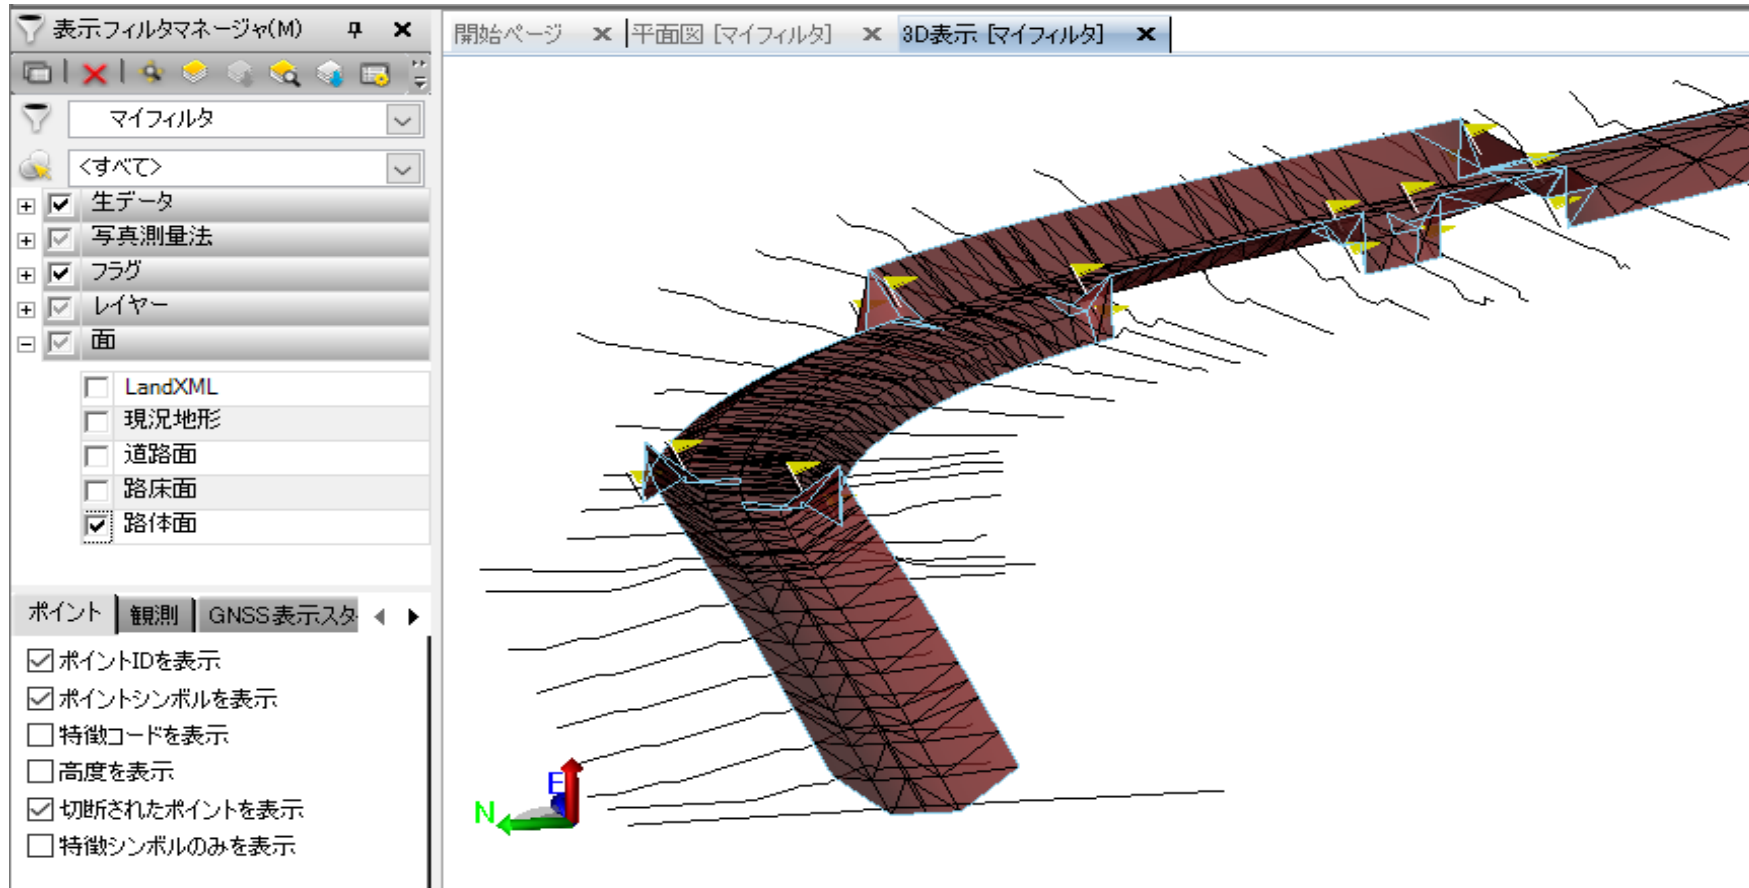 表示フィルタマネージャ(M)
マイフィルタ
<すべて>
生データ
写真測量法
フラグ
レイヤー
面
LandXML
現況地形
道路面
路床面
路体面
ポイント 観測 GNSS表示スタ
ポイントIDを表示
ポイントシンボルを表示
特徴コードを表示
高度を表示
切断されたポイントを表示
特徴シンボルのみを表示
開始ページ 平面図 [マイフィルタ] 3D表示 [マイフィルタ]
E
N